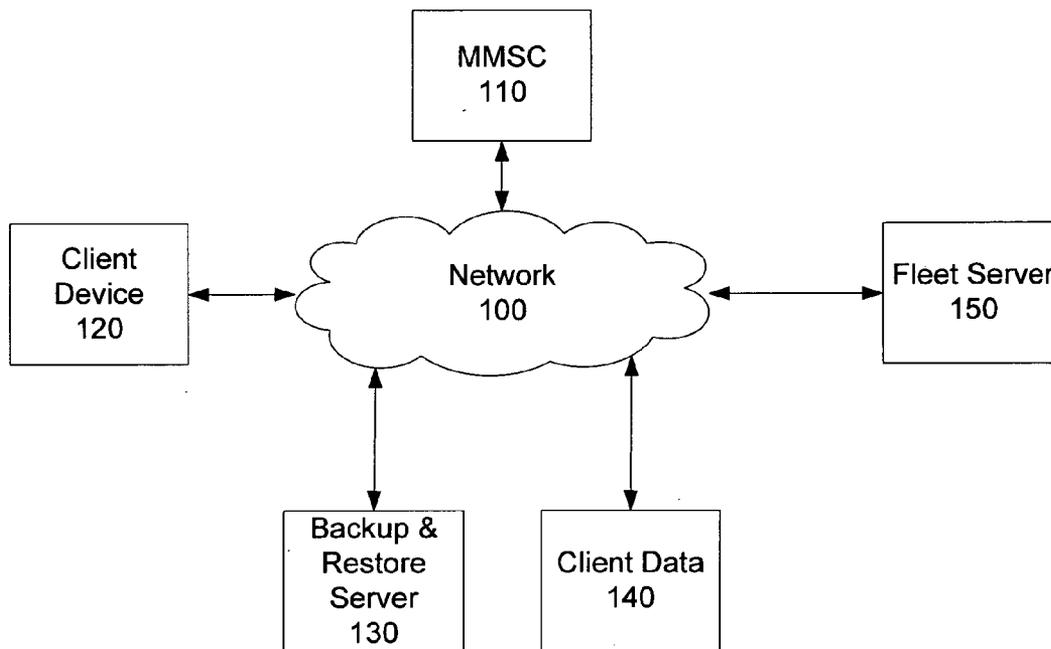 MMSC
110
Client
Device
120
Network
100
Fleet Server
150
Backup &
Restore
Server
130
Client Data
140